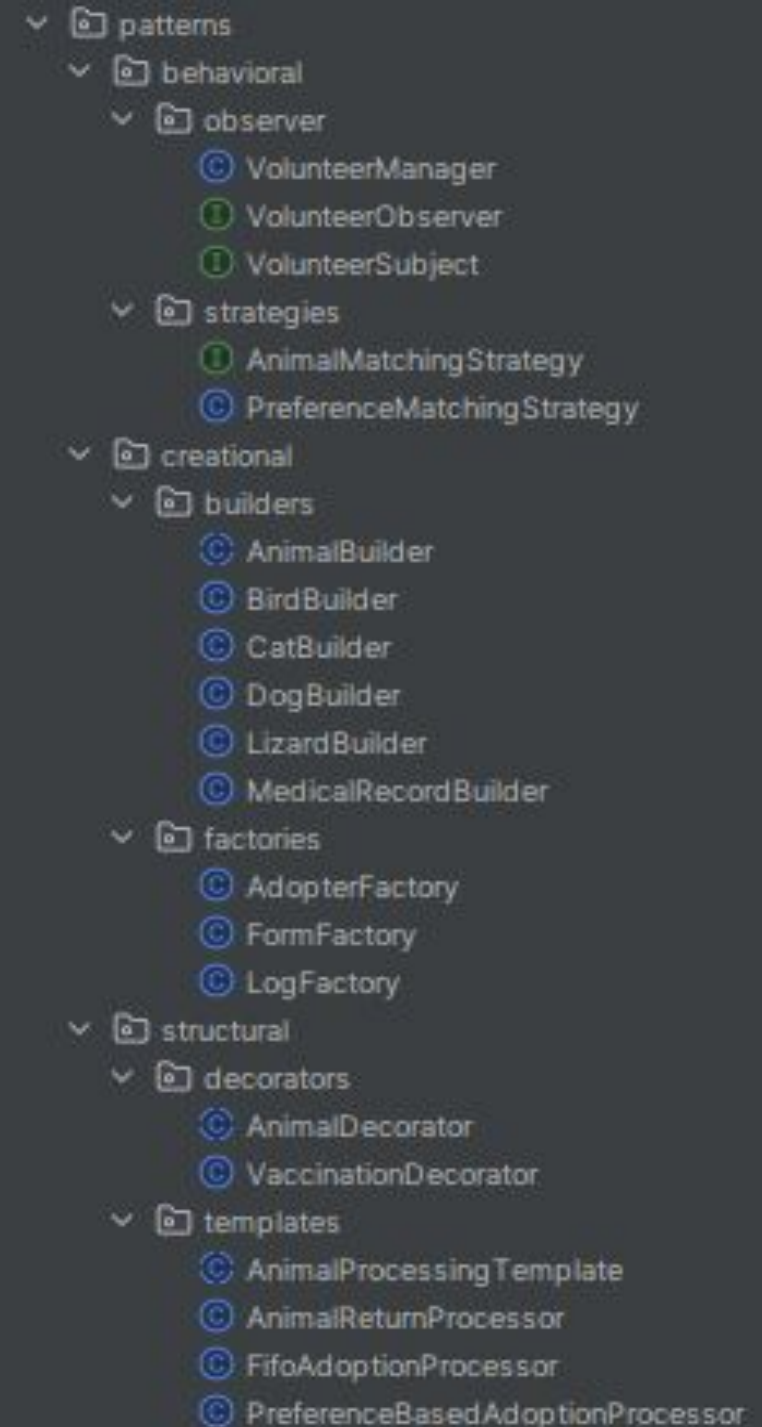 patterns
behavioral
observer
VolunteerManager
VolunteerObserver
VolunteerSubject
strategies
AnimalMatchingStrategy
PreferenceMatchingStrategy
creational
builders
AnimalBuilder
BirdBuilder
CatBuilder
DogBuilder
LizardBuilder
MedicalRecordBuilder
factories
AdopterFactory
FormFactory
LogFactory
structural
decorators
AnimalDecorator
VaccinationDecorator
templates
AnimalProcessingTemplate
AnimalReturnProcessor
FifoAdoptionProcessor
PreferenceBasedAdoptionProcessor